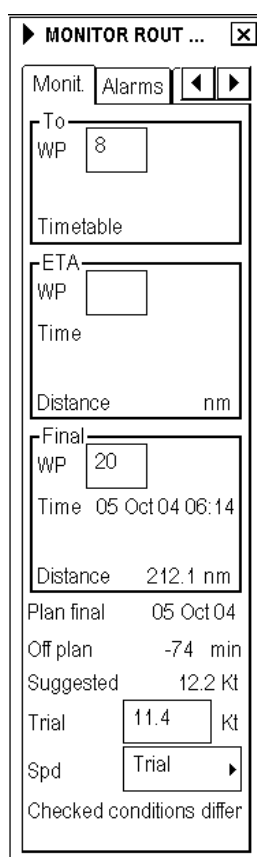 MONITOR ROUT ...
Monit. Alarms
To
WP 8
Timetable
ETA
WP
Time
Distance nm
Final
WP 20
Time 05 Oct 04 06:14
Distance 212.1 nm
Plan final 05 Oct 04
Off plan -74 min
Suggested 12.2 Kt
Trial 11.4 Kt
Spd Trial
Checked conditions differ